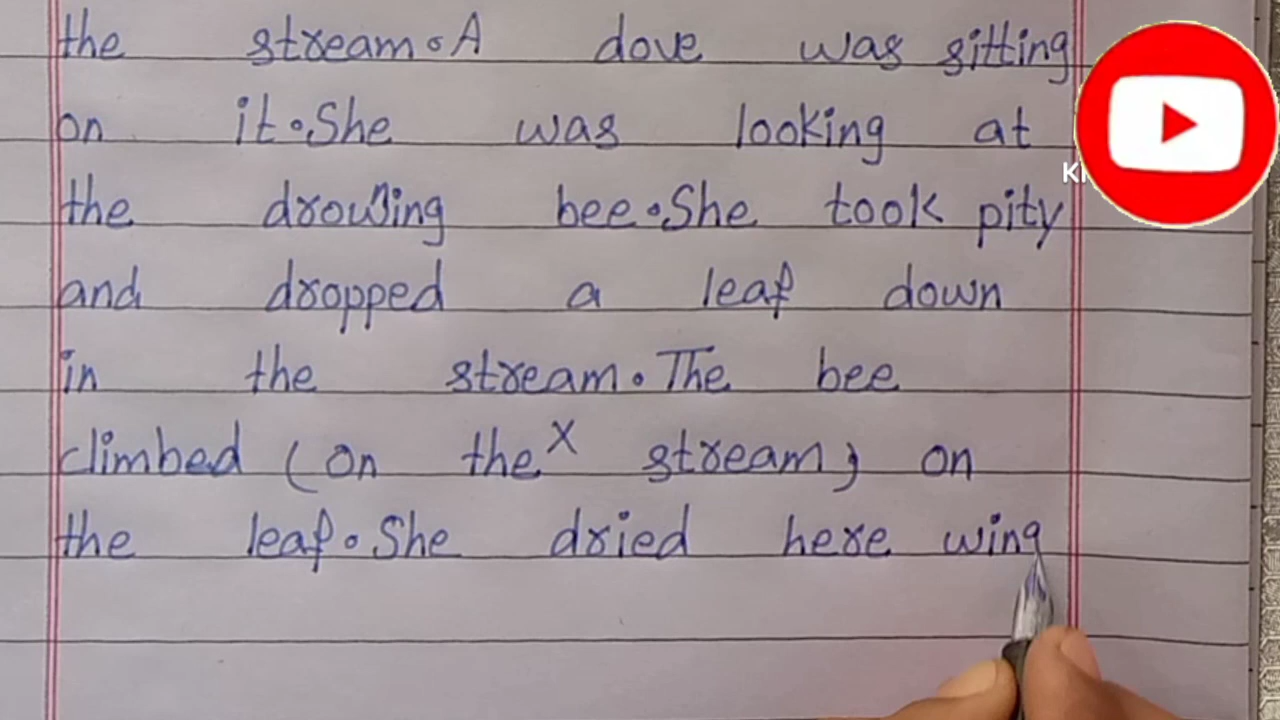 the stream. A dove was sitting
on it. She was looking at
the drowing bee. She took pity
and dropped a leaf down
in the stream. The bee
climbed (on the x stream) on
the leaf. She dried here wing